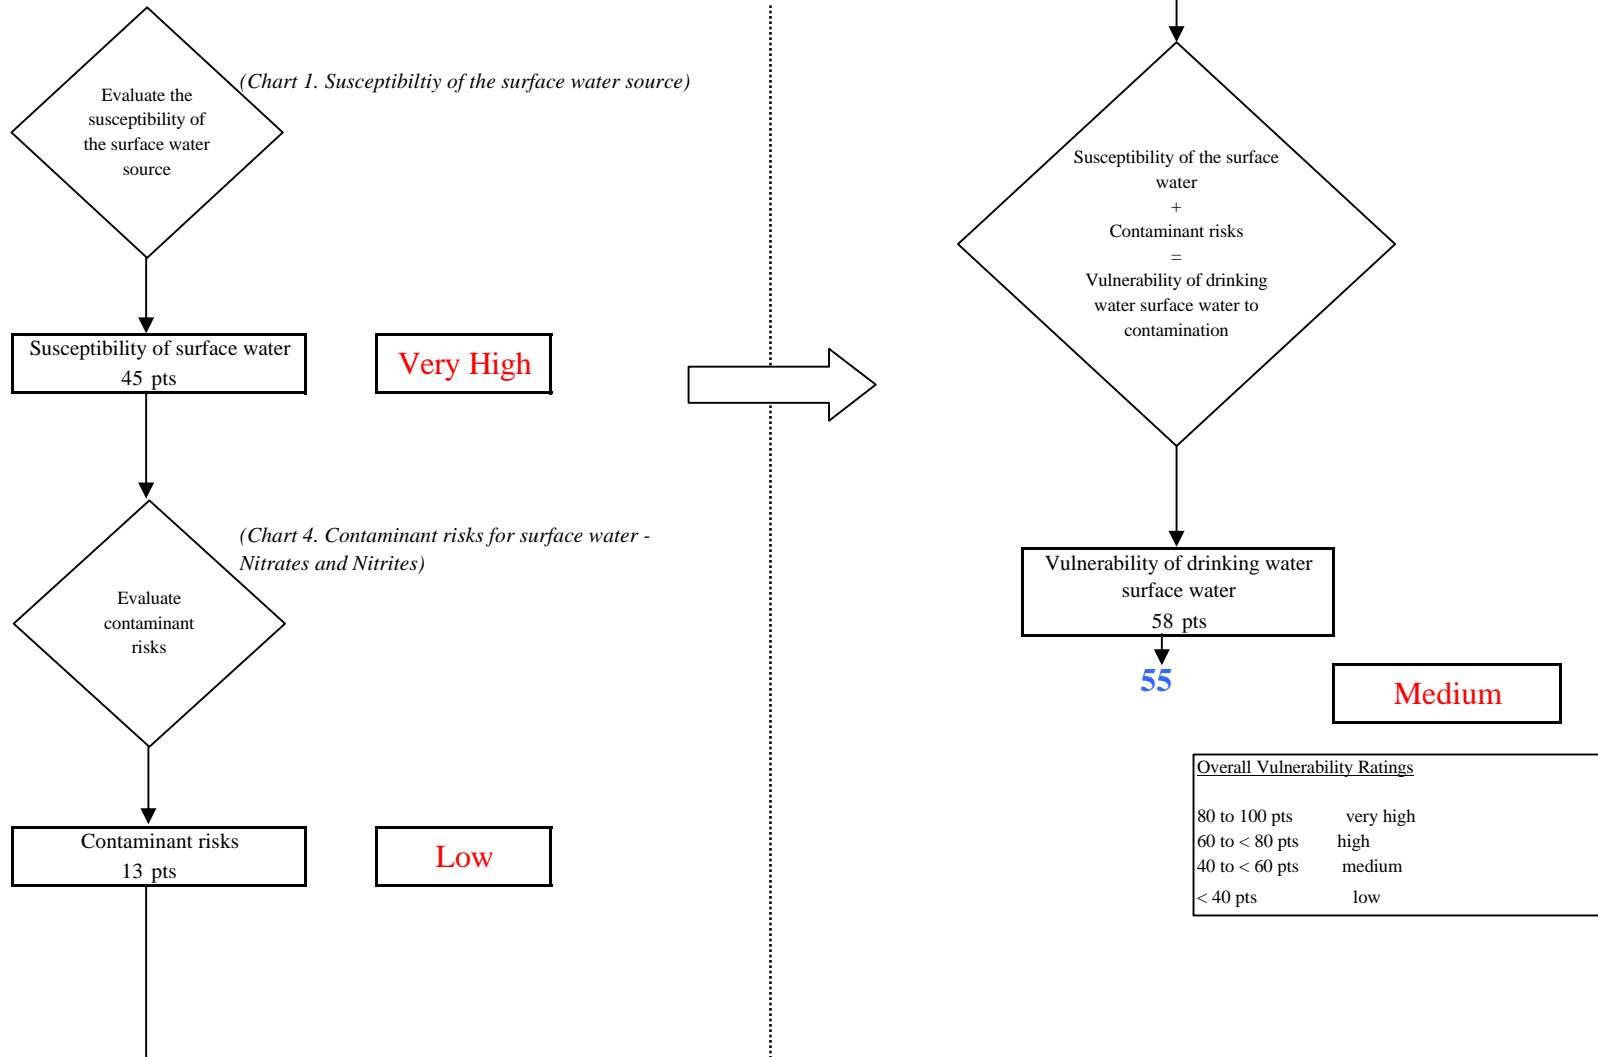 Evaluate the
susceptibility of
the surface water
source
(Chart 1. Susceptibiltiy of the surface water source)
Susceptibility of surface water
45 pts
Very High
(Chart 4. Contaminant risks for surface water -
Nitrates and Nitrites)
Evaluate
contaminant
risks
Contaminant risks
13 pts
Low
Susceptibility of the surface
water
+
Contaminant risks
=
Vulnerability of drinking
water surface water to
contamination
Vulnerability of drinking water
surface water
58 pts
55
Medium
Overall Vulnerability Ratings
80 to 100 pts very high
60 to < 80 pts high
40 to < 60 pts medium
< 40 pts low